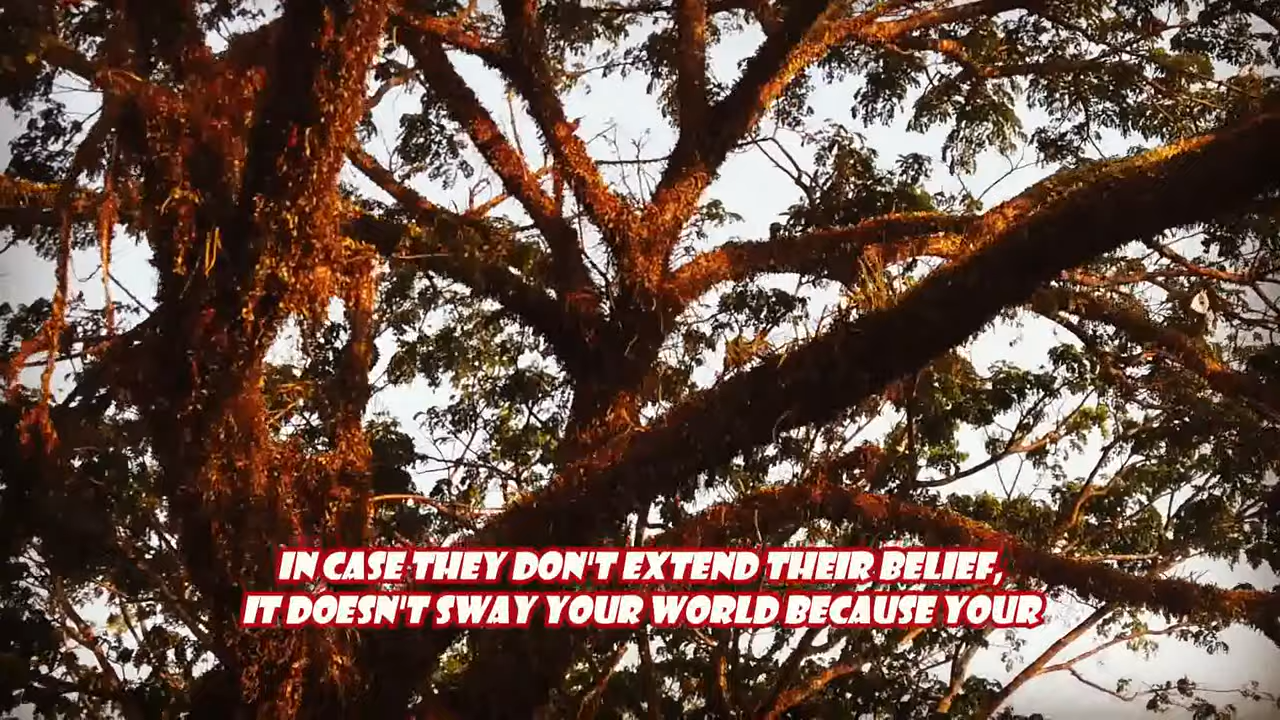 IN CASE THEY DON'T EXTEND THEIR BELIEF,
IT DOESN'T SWAY YOUR WORLD BECAUSE YOUR